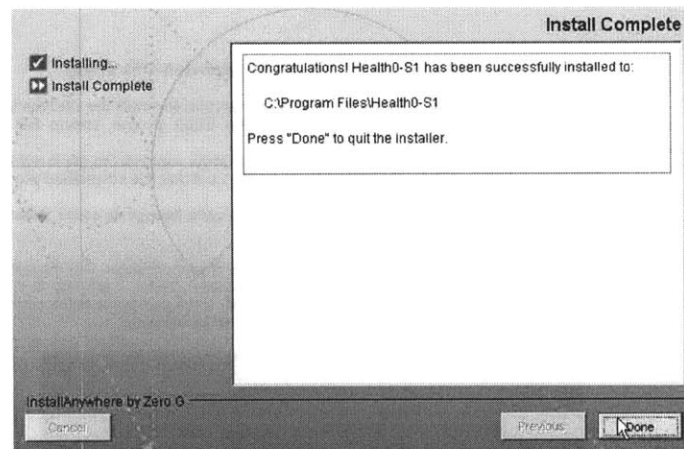 Install Complete
Installing...
Install Complete
Congratulations! Health0-S1 has been successfully installed to:
C:\Program Files\Health0-S1
Press "Done" to quit the installer.
InstallAnywhere by Zero G
Cancel
Previous
Done